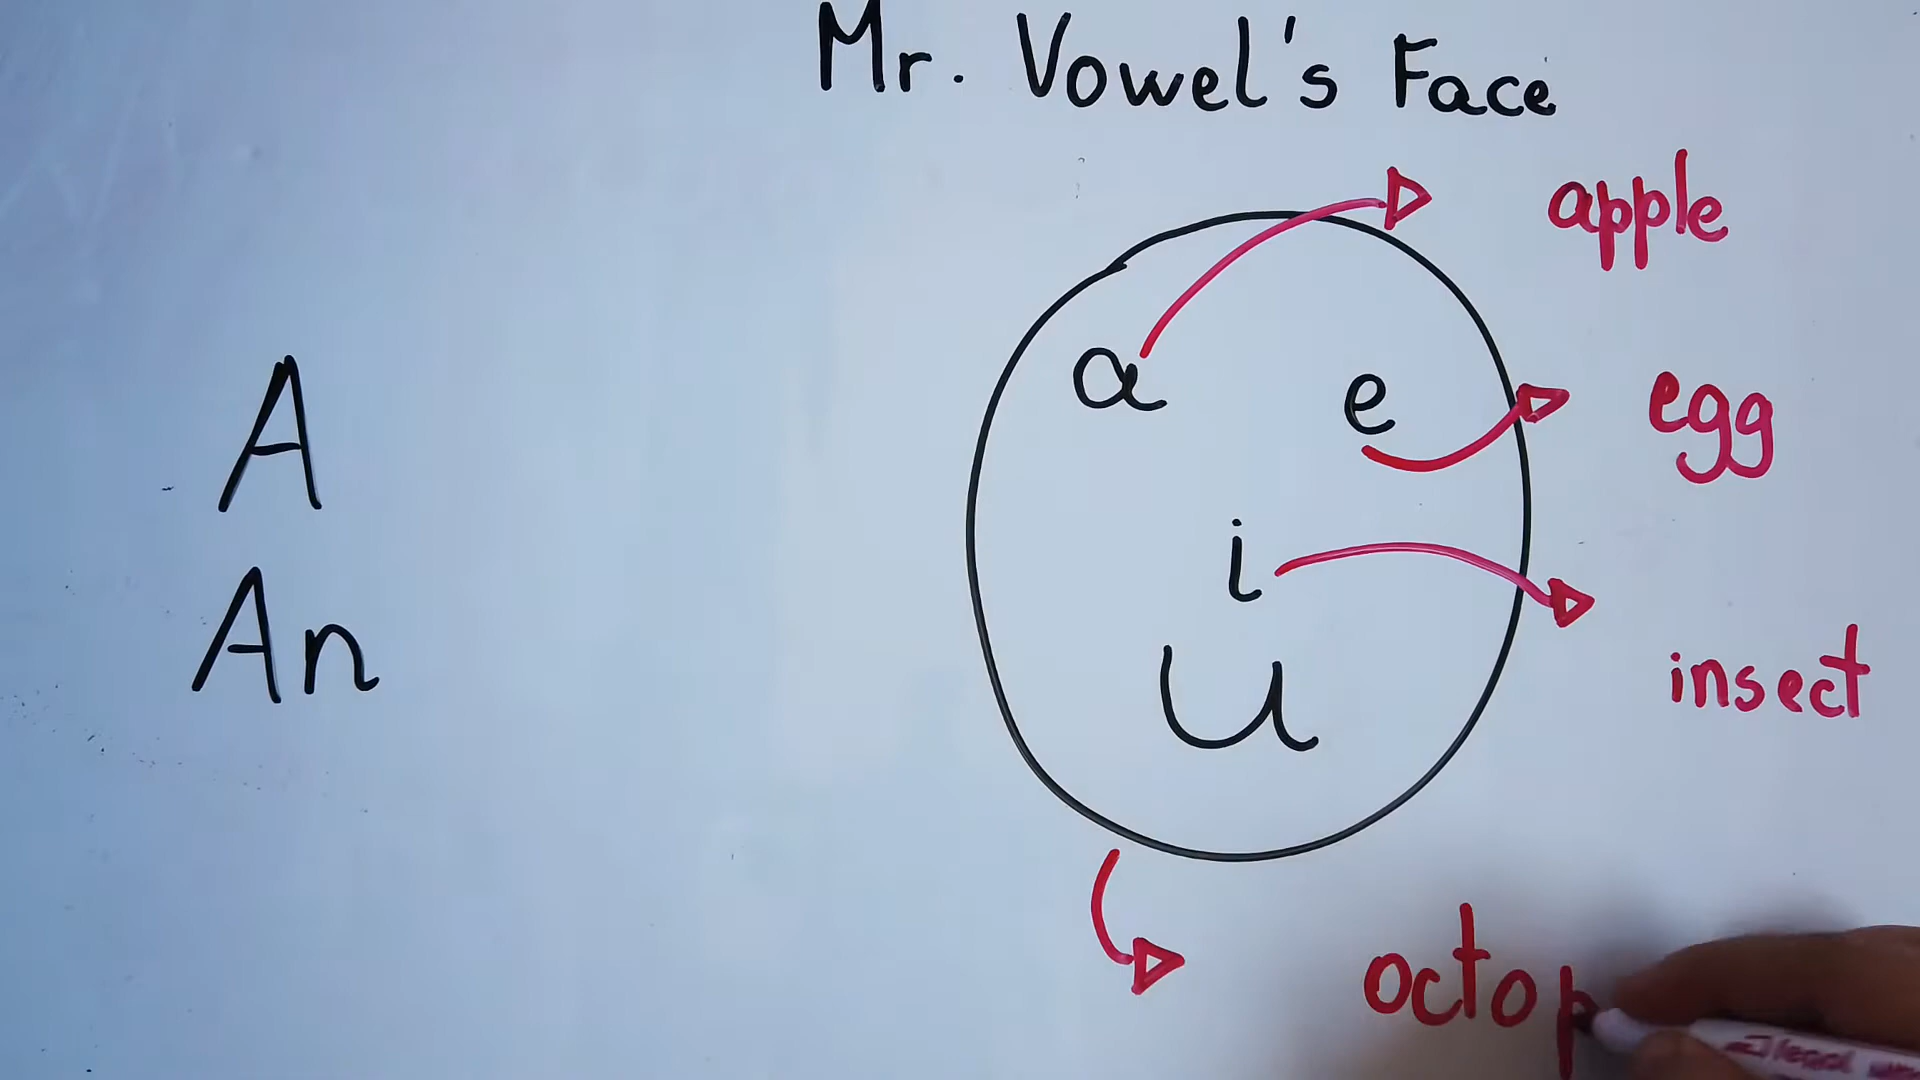 Mr. Vowel's Face
apple
a
e
egg
A
i
insect
An
U
octop